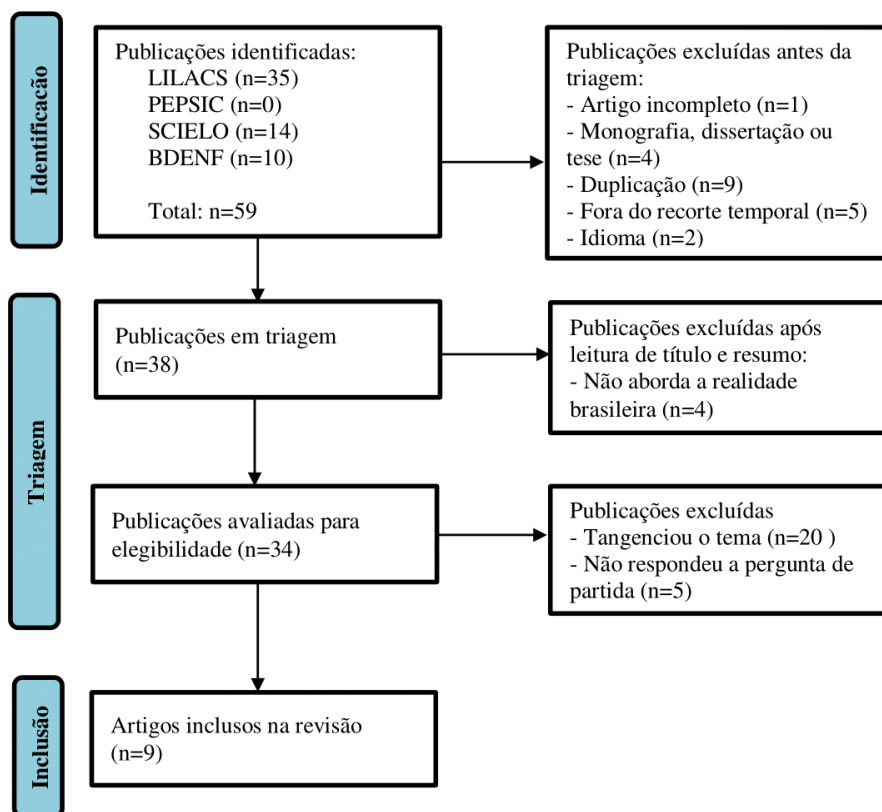 Identificação
Publicações identificadas:
LILACS (n=35)
PEPSIC (n=0)
SCIELO (n=14)
BDENF (n=10)
Total: n=59
Publicações excluídas antes da
triagem:
- Artigo incompleto (n=1)
- Monografia, dissertação ou
tese (n=4)
- Duplicação (n=9)
- Fora do recorte temporal (n=5)
- Idioma (n=2)
Triagem
Publicações em triagem
(n=38)
Publicações excluídas após
leitura de título e resumo:
- Não aborda a realidade
brasileira (n=4)
Publicações avaliadas para
elegibilidade (n=34)
Publicações excluídas
- Tangenciou o tema (n=20 )
- Não respondeu a pergunta de
partida (n=5)
Inclusão
Artigos inclusos na revisão
(n=9)